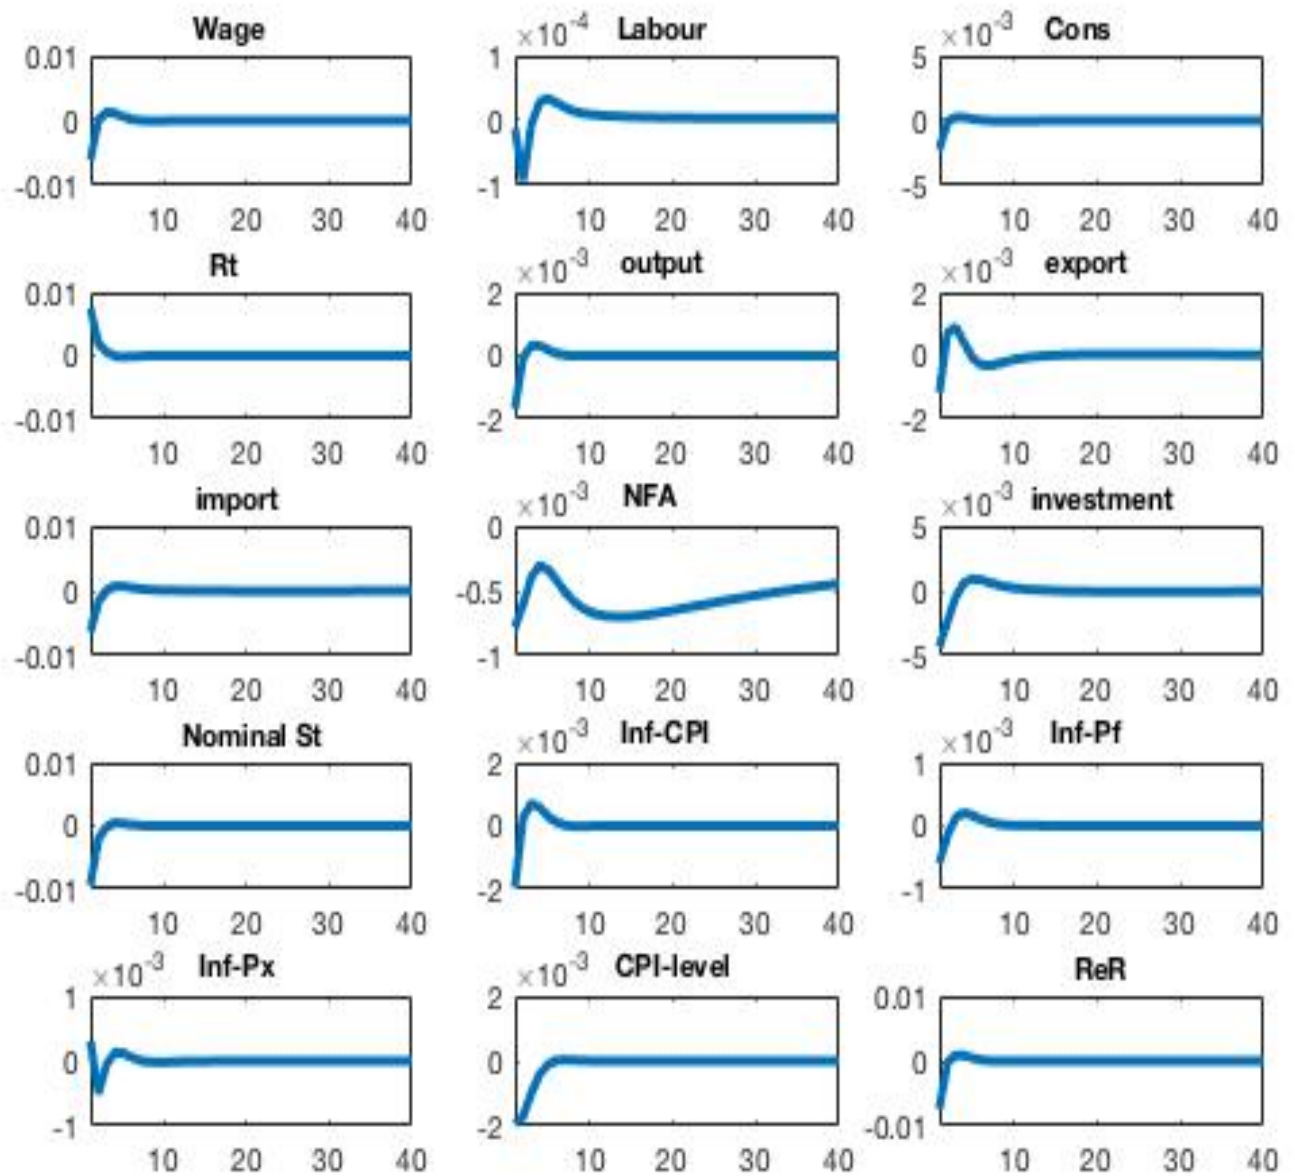 Wage
×10-4 Labour
×10-3 Cons
0.01
0
-0.01
10 20 30 40
1
0
-1
10 20 30 40
5
0
-5
10 20 30 40
Rt
×10-3 output
×10-3 export
0.01
0
-0.01
10 20 30 40
2
0
-2
10 20 30 40
2
0
-2
10 20 30 40
import
×10-3 NFA
×10-3 investment
0.01
0
-0.01
10 20 30 40
0
-0.5
-1
10 20 30 40
5
0
-5
10 20 30 40
Nominal St
×10-3 Inf-CPI
×10-3 Inf-Pf
0.01
0
-0.01
10 20 30 40
2
0
-2
10 20 30 40
1
0
-1
10 20 30 40
×10-3 Inf-Px
×10-3 CPI-level
ReR
1
0
-1
10 20 30 40
2
0
-2
10 20 30 40
0.01
0
-0.01
10 20 30 40